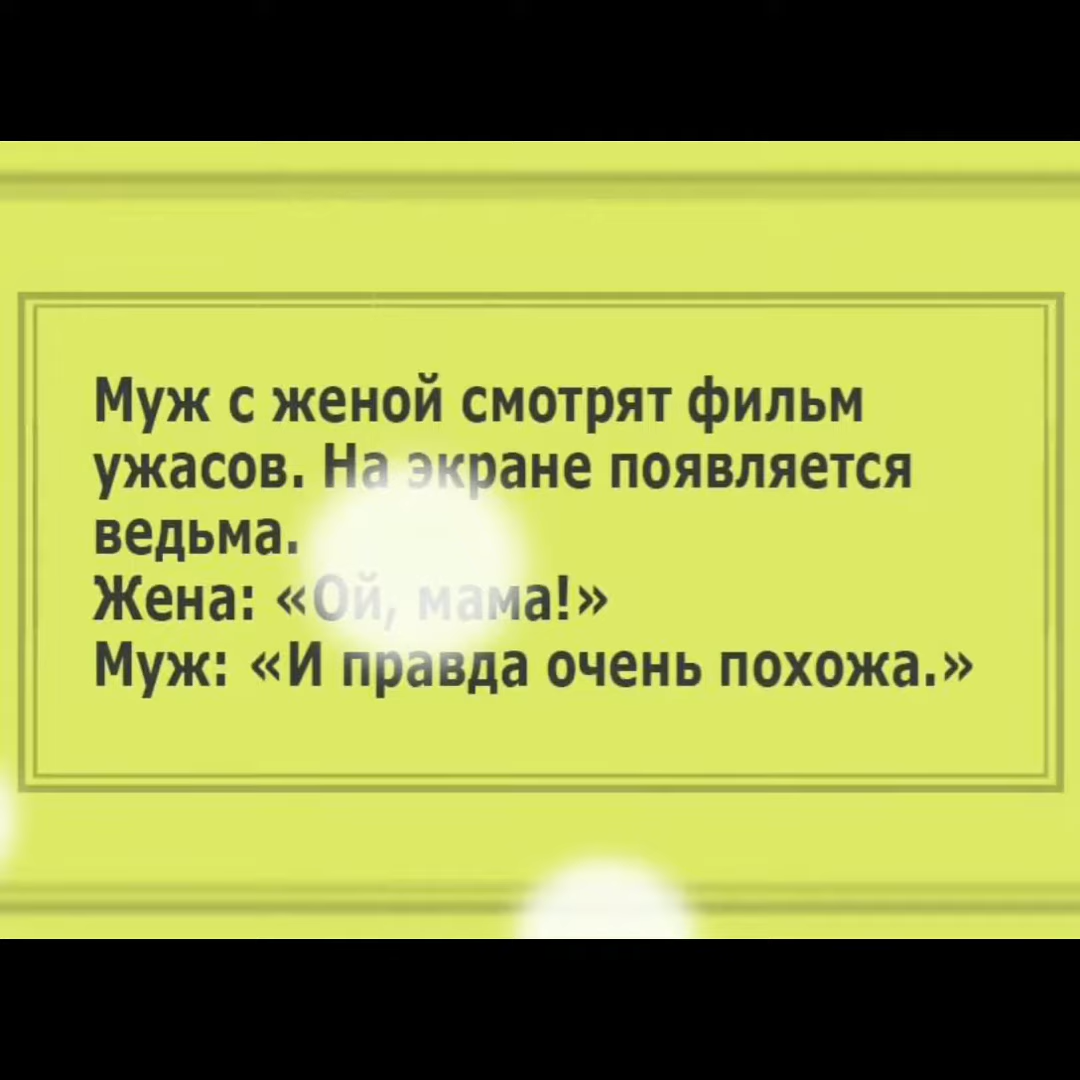 Муж с женой смотрят фильм
ужасов. На экране появляется
ведьма.
Жена: «Ой, мама!»
Муж: «И правда очень похожа.»